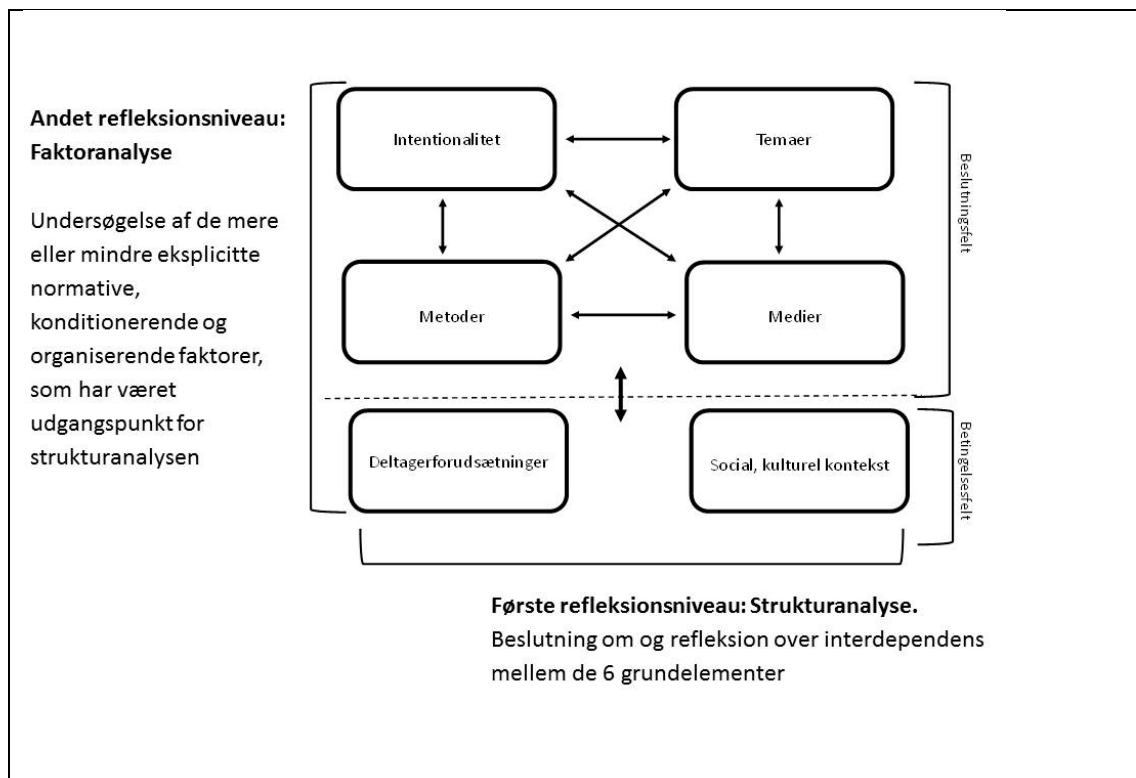 Andet refleksionsniveau:
Faktoranalyse
Undersøgelse af de mere
eller mindre eksplicitte
normative,
konditionerende og
organiserende faktorer,
som har været
udgangspunkt for
strukturanalysen
Intentionalitet
Temaer
Metoder
Medier
Beslutningsfelt
Deltagerforudsætninger
Social, kulturel kontekst
Betingelsesfelt
Første refleksionsniveau: Strukturanalyse.
Beslutning om og refleksion over interdependens
mellem de 6 grundelementer